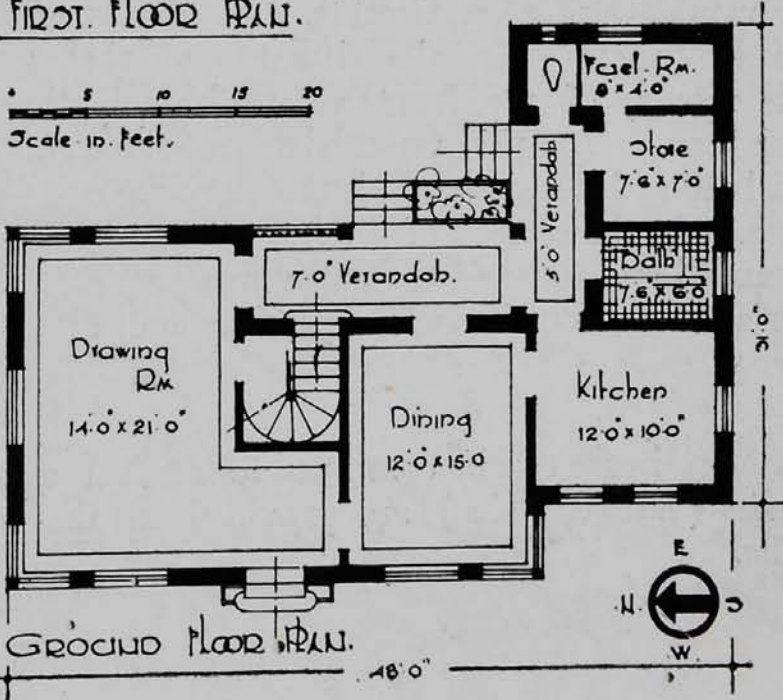 FIRST. FLOOR PLAN.
5 10 15 20
Scale in feet.
Fuel. Rm.
8' x 4'.0"
Store
7'.6" x 7'.0"
5'.0" Verandah
Bath
7'.6" x 6'.0"
7'.0" Verandah.
Drawing
Rm
14'.0" x 21'.0"
Dining
12'.0 x 15'.0
Kitchen
12'.0" x 10'.0"
E
N. S
W.
GROUND FLOOR PLAN.
48'0"